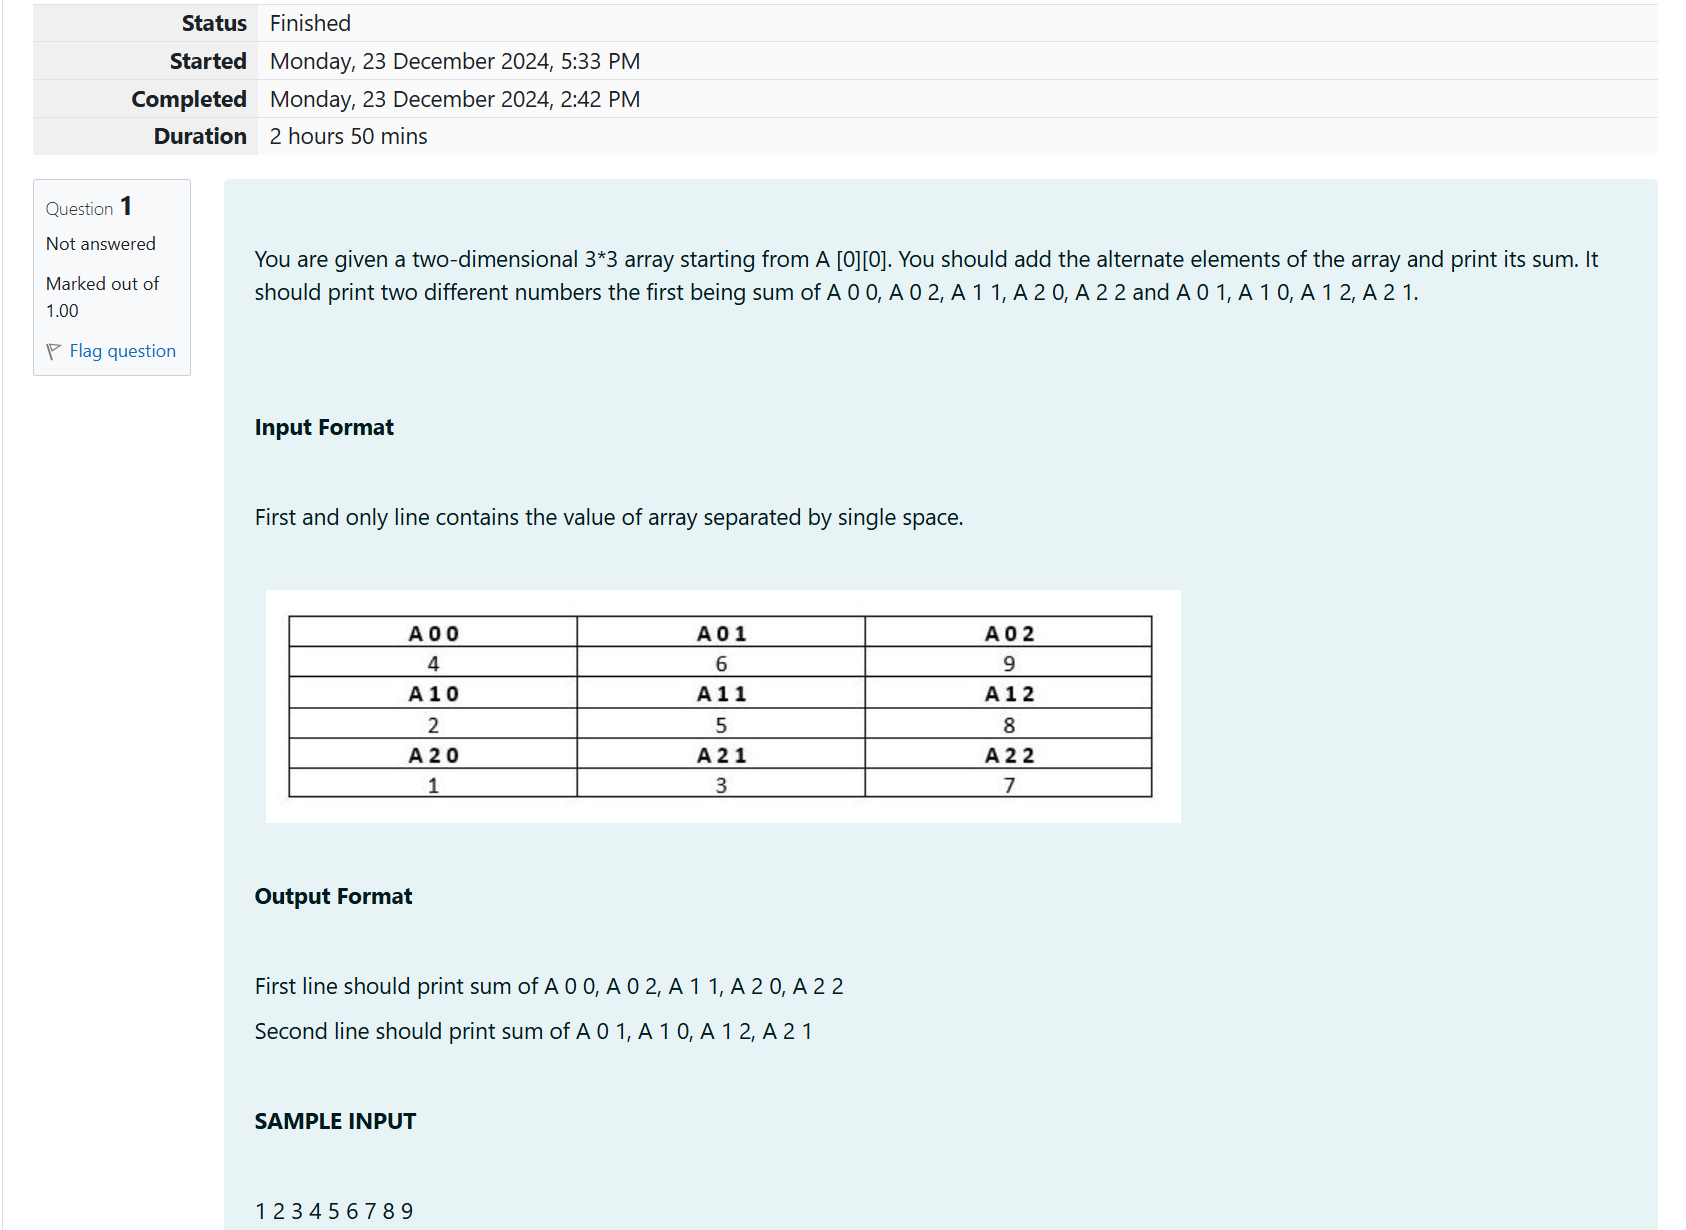 Status Finished
Started Monday, 23 December 2024, 5:33 PM
Completed Monday, 23 December 2024, 2:42 PM
Duration 2 hours 50 mins
Question 1
Not answered
Marked out of
1.00
Flag question
You are given a two-dimensional 3*3 array starting from A [0][0]. You should add the alternate elements of the array and print its sum. It
should print two different numbers the first being sum of A 0 0, A 0 2, A 1 1, A 2 0, A 2 2 and A 0 1, A 1 0, A 1 2, A 2 1.
Input Format
First and only line contains the value of array separated by single space.
A 0 0 A 0 1 A 0 2
4 6 9
A 1 0 A 1 1 A 1 2
2 5 8
A 2 0 A 2 1 A 2 2
1 3 7
Output Format
First line should print sum of A 0 0, A 0 2, A 1 1, A 2 0, A 2 2
Second line should print sum of A 0 1, A 1 0, A 1 2, A 2 1
SAMPLE INPUT
1 2 3 4 5 6 7 8 9